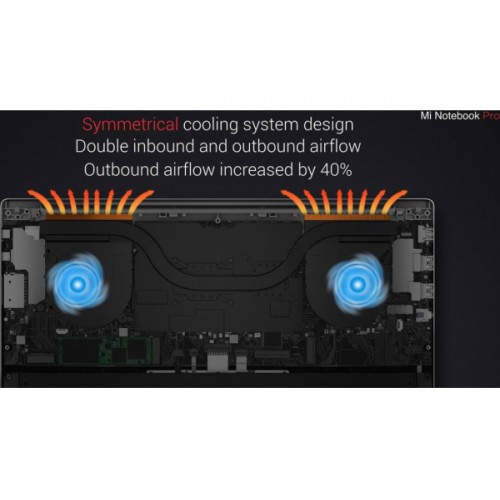 Mi Notebook Pro
Symmetrical cooling system design
Double inbound and outbound airflow
Outbound airflow increased by 40%